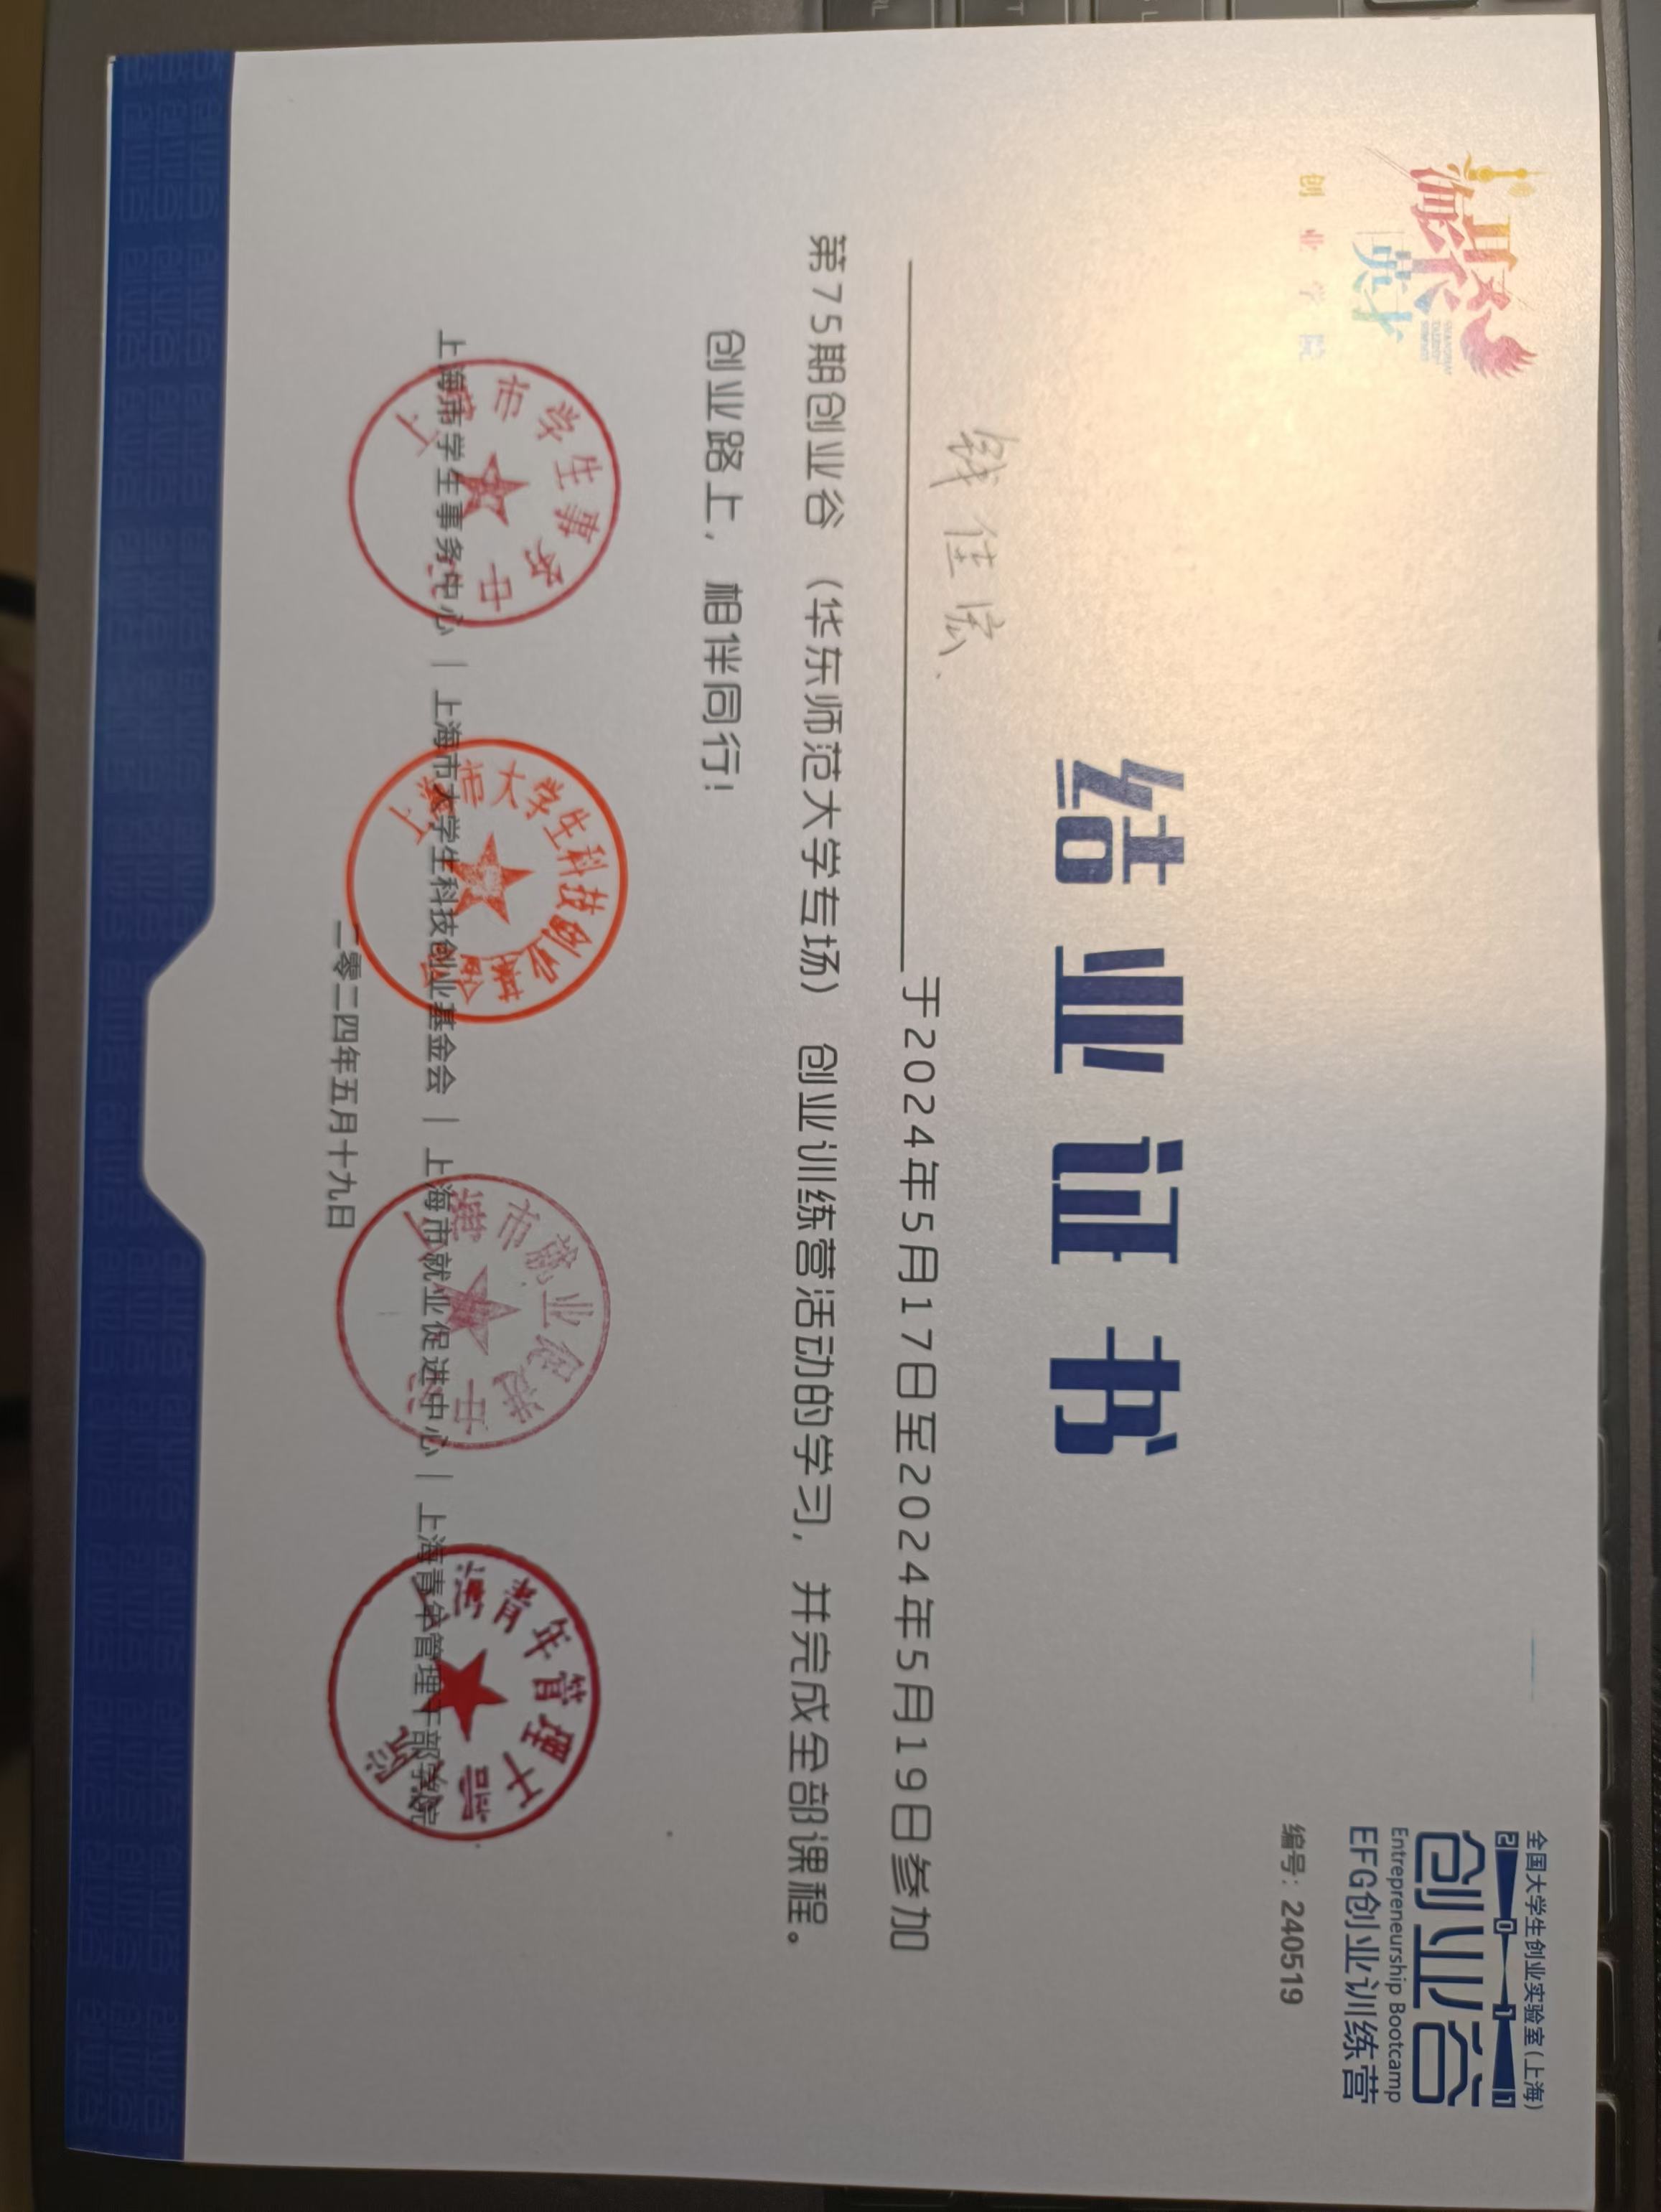 海聚英才
SHANGHAI
TALENT
SUMMIT
创业学院
全国大学生创业实验室(上海)
2011
创业谷
Entrepreneurship Bootcamp
EFG创业训练营
编号：240519
结业证书
钱佳宏.
于2024年5月17日至2024年5月19日参加
第75期创业谷（华东师范大学专场）创业训练营活动的学习，并完成全部课程。
创业路上，相伴同行！
上海市学生事务中心
上海市大学生科技创业基金会
上海市就业促进中心
上海青年管理干部学院
上海市学生事务中心｜上海市大学生科技创业基金会｜上海市就业促进中心｜上海青年管理干部学院
二零二四年五月十九日